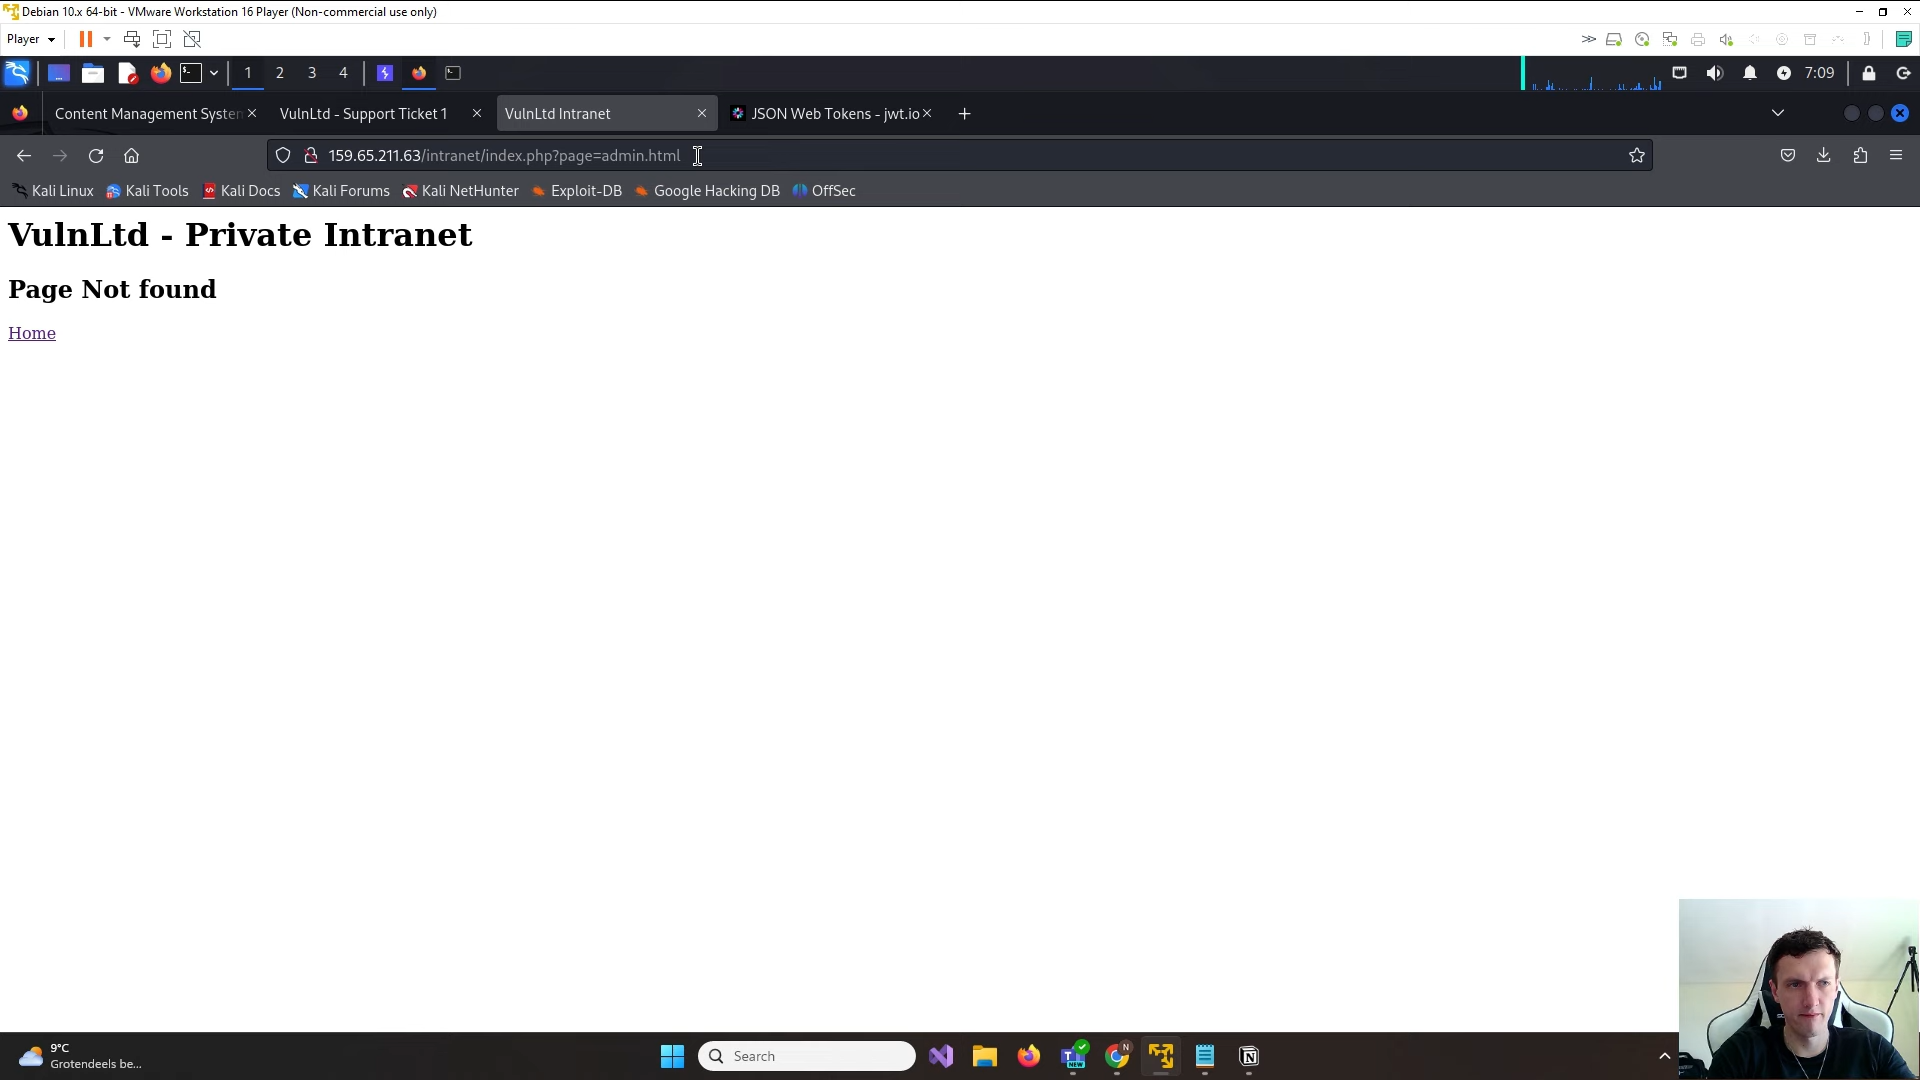 Debian 10.x 64-bit - VMware Workstation 16 Player (Non-commercial use only)
Player
1 2 3 4
7:09
Content Management System
VulnLtd - Support Ticket 1
VulnLtd Intranet
JSON Web Tokens - jwt.io
159.65.211.63/intranet/index.php?page=admin.html
Kali Linux
Kali Tools
Kali Docs
Kali Forums
Kali NetHunter
Exploit-DB
Google Hacking DB
OffSec
VulnLtd - Private Intranet
Page Not found
Home
9°C
Grotendeels be...
Search
NEW
N